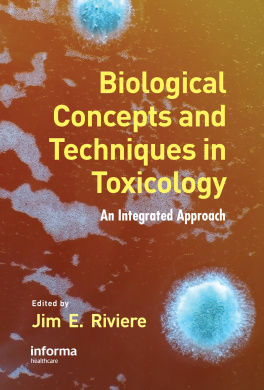 Biological
Concepts and
Techniques in
Toxicology
An Integrated Approach
Edited by
Jim E. Riviere
informa
healthcare